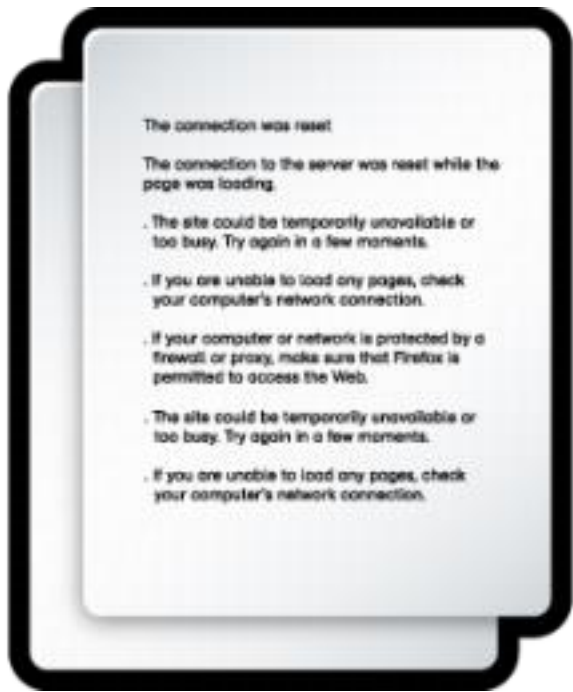 The connection was reset
The connection to the server was reset while the
page was loading.
. The site could be temporarily unavailable or
too busy. Try again in a few moments.
. If you are unable to load any pages, check
your computer's network connection.
. If your computer or network is protected by a
firewall or proxy, make sure that Firefox is
permitted to access the Web.
. The site could be temporarily unavailable or
too busy. Try again in a few moments.
. If you are unable to load any pages, check
your computer's network connection.